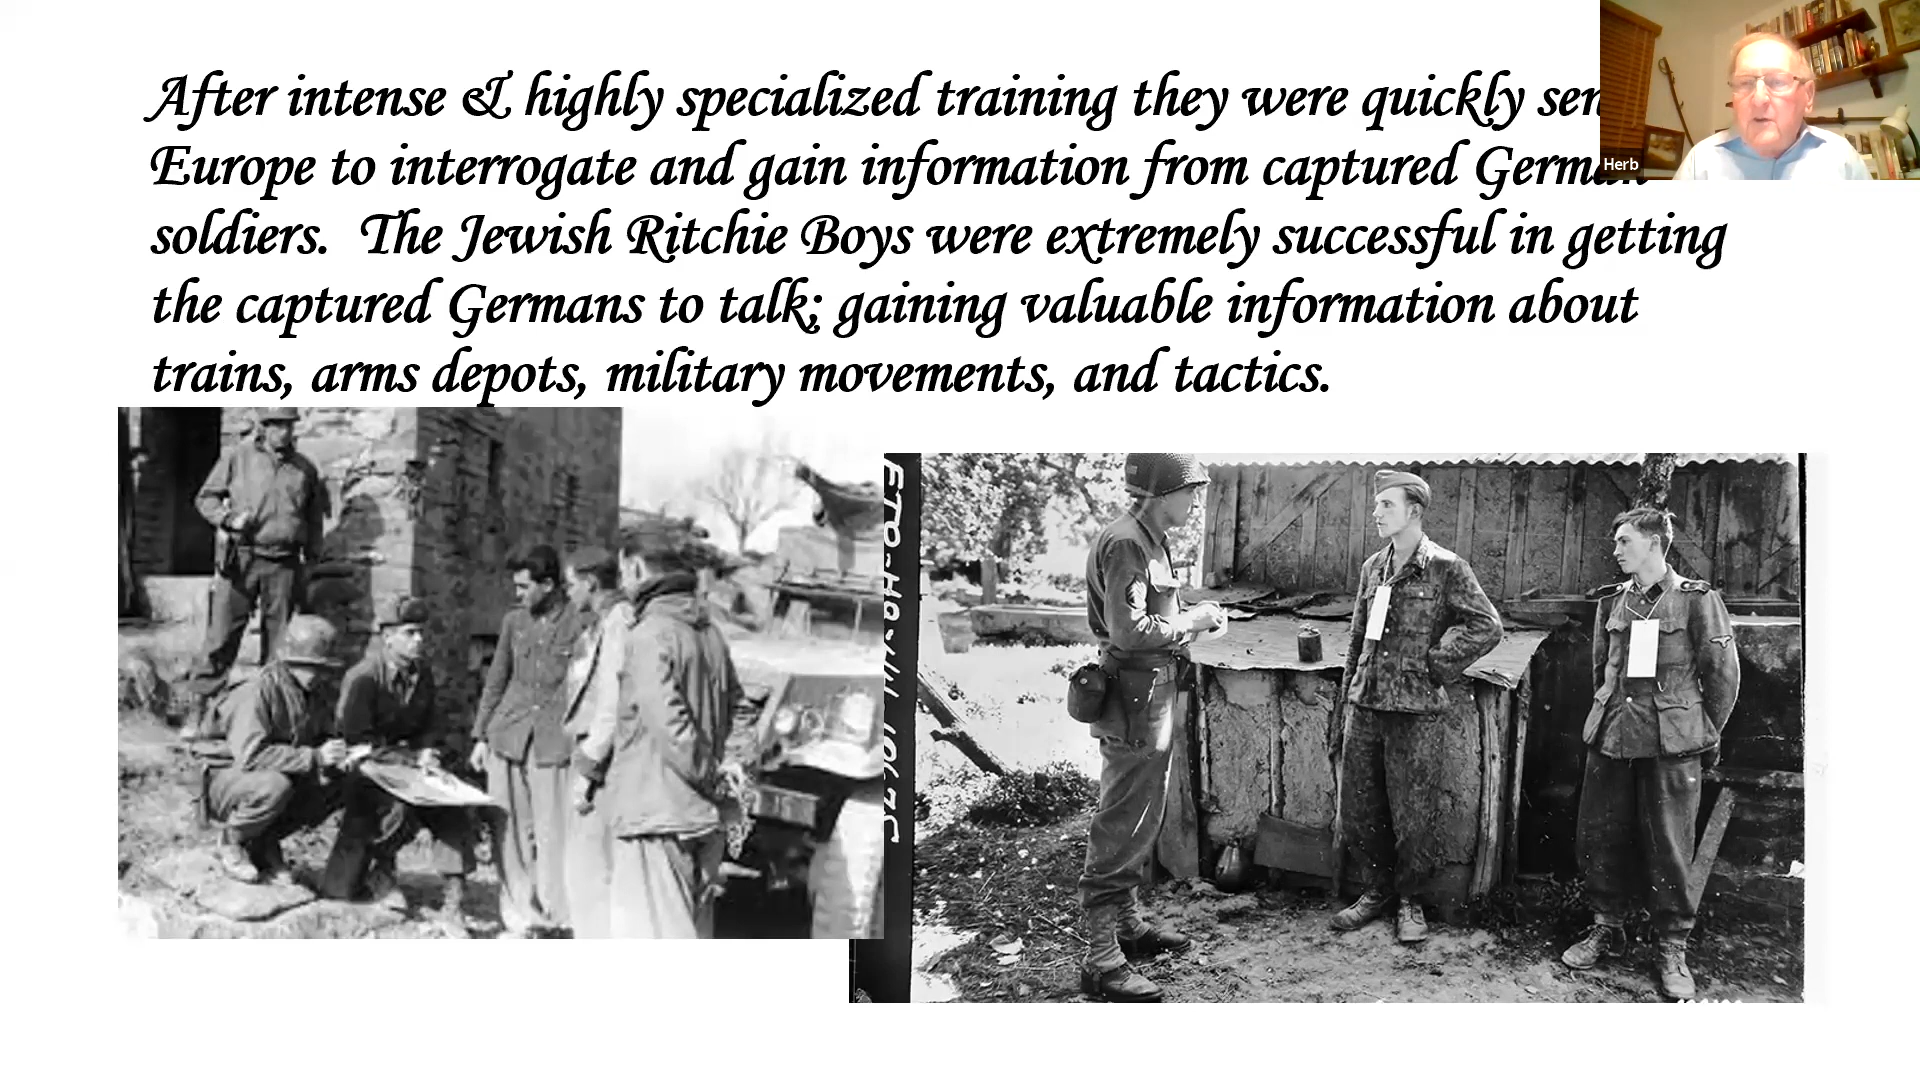 After intense & highly specialized training they were quickly sen
Europe to interrogate and gain information from captured German
soldiers. The Jewish Ritchie Boys were extremely successful in getting
the captured Germans to talk; gaining valuable information about
trains, arms depots, military movements, and tactics.
Herb